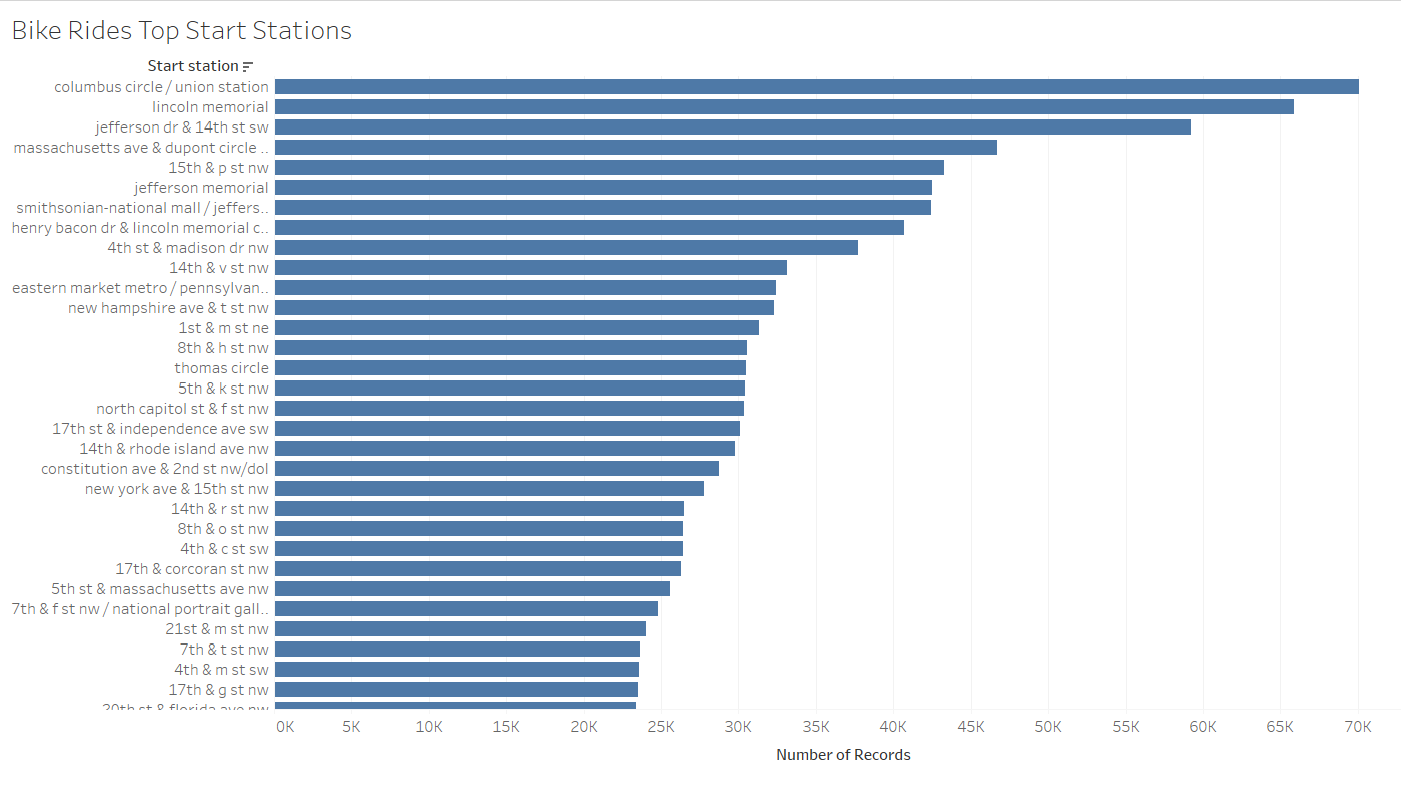 Bike Rides Top Start Stations
Start station
columbus circle / union station
lincoln memorial
jefferson dr & 14th st sw
massachusetts ave & dupont circle ..
15th & p st nw
jefferson memorial
smithsonian-national mall / jeffers..
henry bacon dr & lincoln memorial c..
4th st & madison dr nw
14th & v st nw
eastern market metro / pennsylvan..
new hampshire ave & t st nw
1st & m st ne
8th & h st nw
thomas circle
5th & k st nw
north capitol st & f st nw
17th st & independence ave sw
14th & rhode island ave nw
constitution ave & 2nd st nw/dol
new york ave & 15th st nw
14th & r st nw
8th & o st nw
4th & c st sw
17th & corcoran st nw
5th st & massachusetts ave nw
7th & f st nw / national portrait gall..
21st & m st nw
7th & t st nw
4th & m st sw
17th & g st nw
20th st & florida ave nw
0K 5K 10K 15K 20K 25K 30K 35K 40K 45K 50K 55K 60K 65K 70K
Number of Records